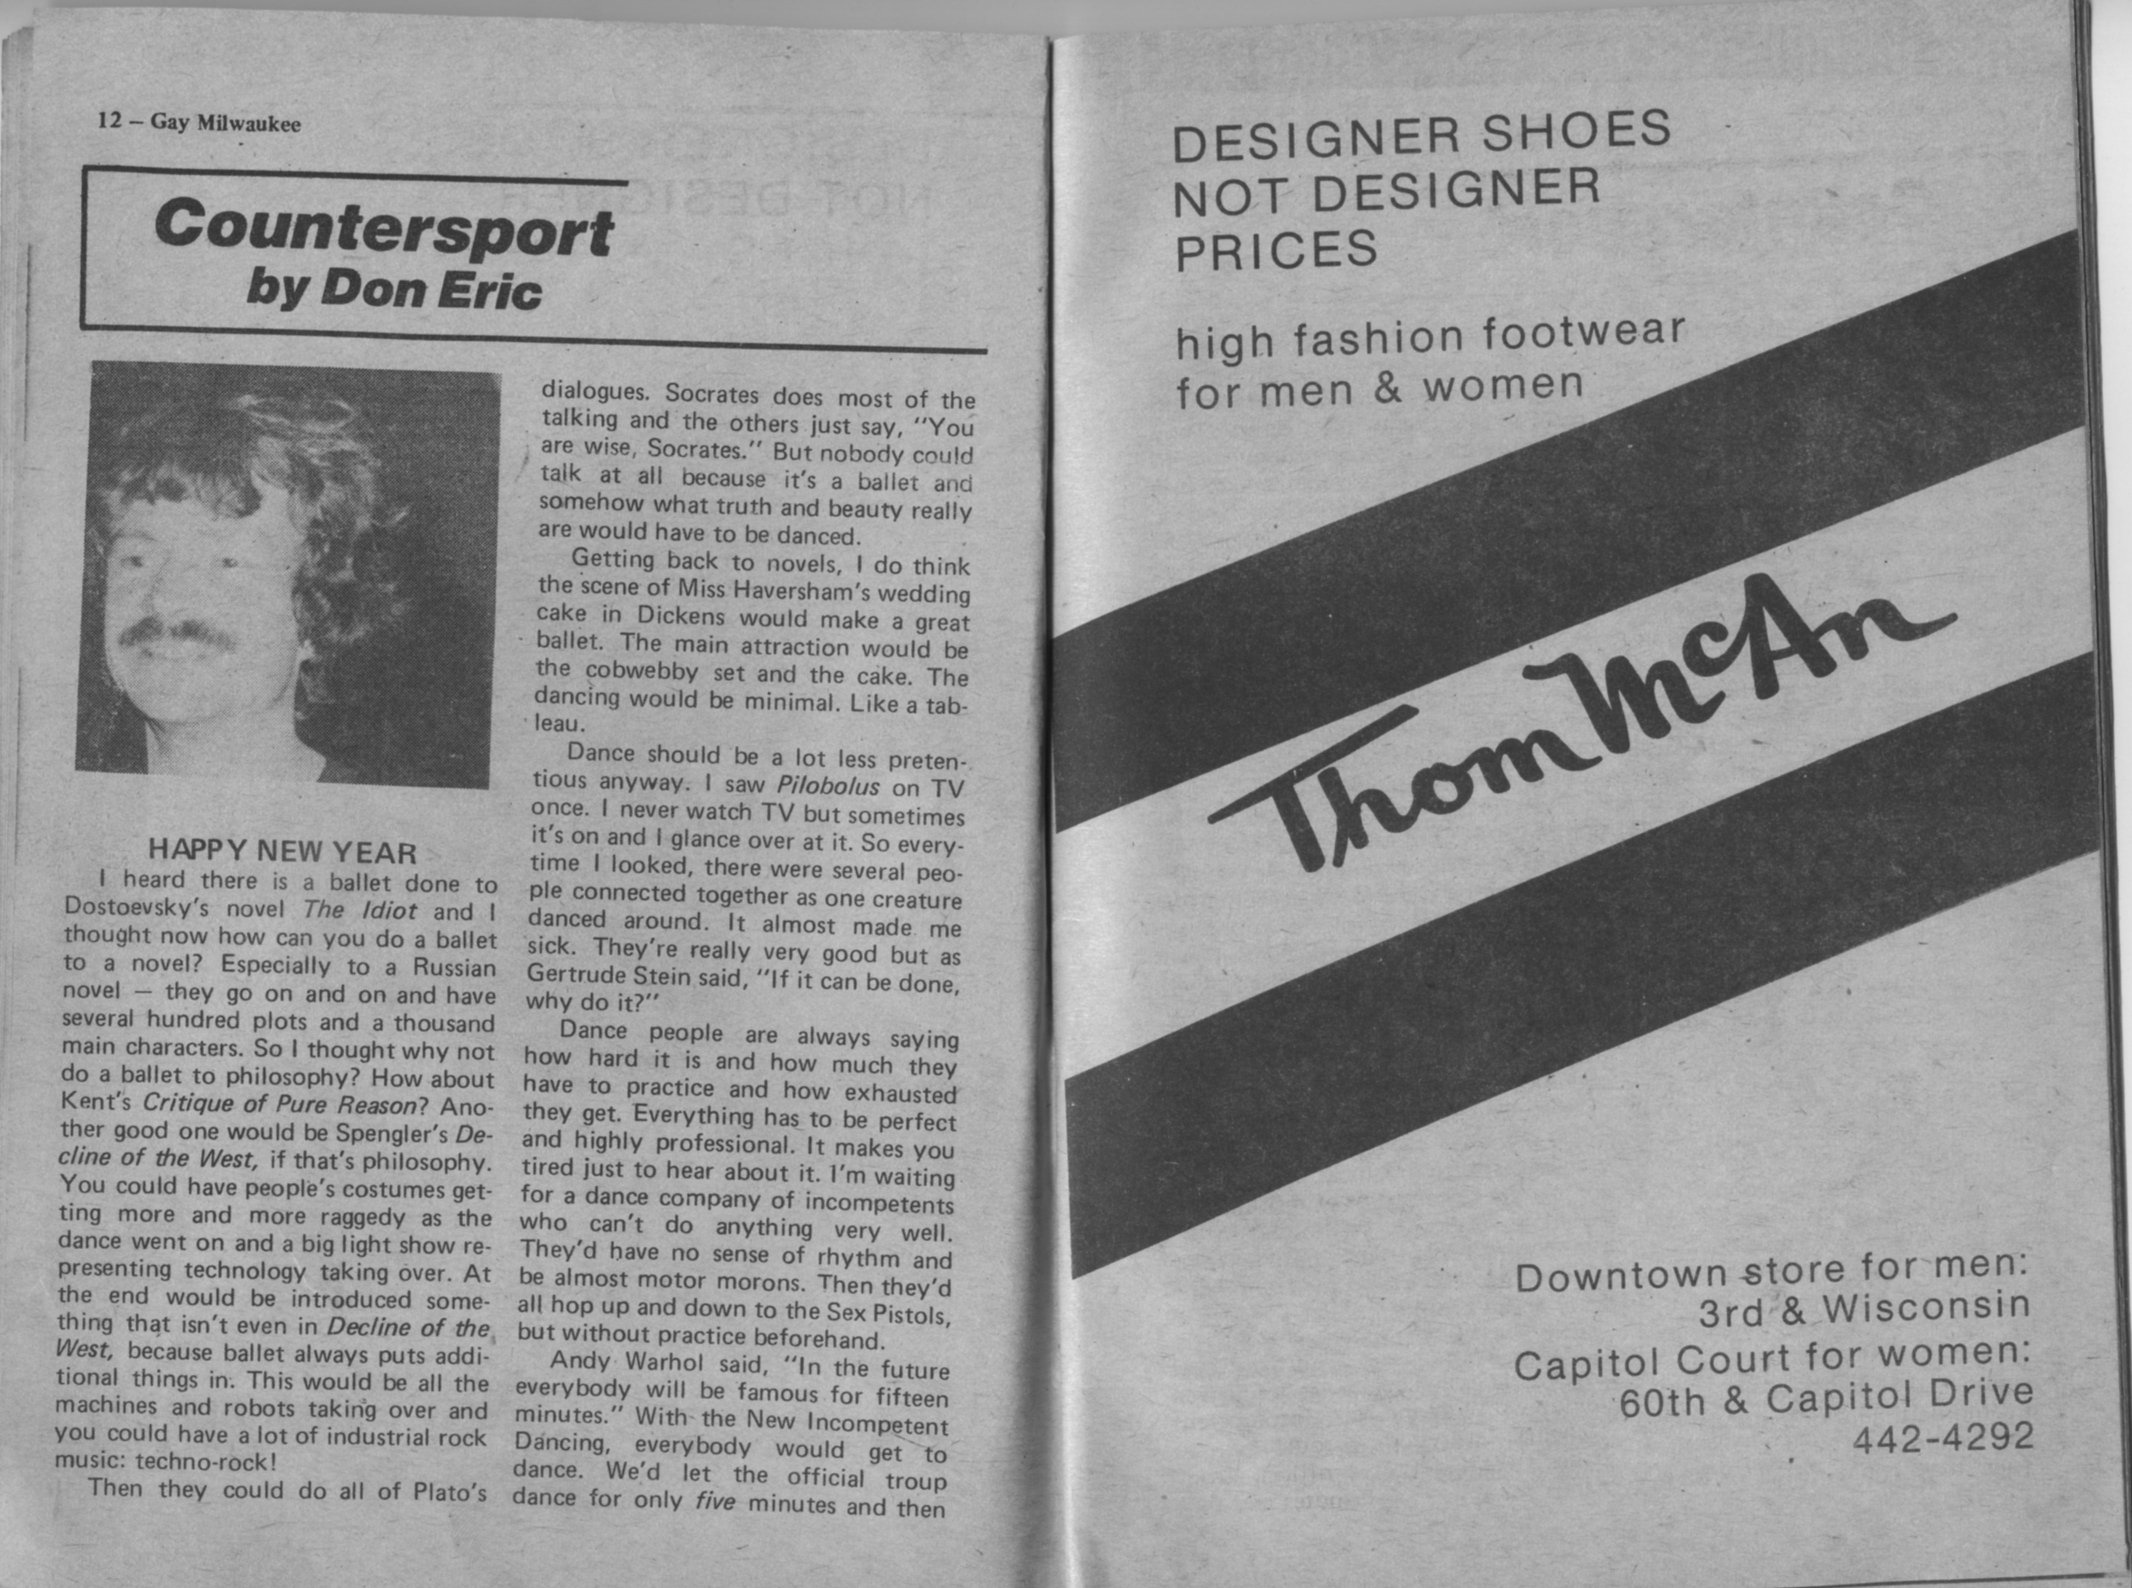 12 — Gay Milwaukee
Countersport
by Don Eric
HAPPY NEW YEAR
I heard there is a ballet done to
Dostoevsky's novel The Idiot and I
thought now how can you do a ballet
to a novel? Especially to a Russian
novel — they go on and on and have
several hundred plots and a thousand
main characters. So I thought why not
do a ballet to philosophy? How about
Kent's Critique of Pure Reason? Ano-
ther good one would be Spengler's De-
cline of the West, if that's philosophy.
You could have people's costumes get-
ting more and more raggedy as the
dance went on and a big light show re-
presenting technology taking over. At
the end would be introduced some-
thing that isn't even in Decline of the
West, because ballet always puts addi-
tional things in. This would be all the
machines and robots taking over and
you could have a lot of industrial rock
music: techno-rock!
Then they could do all of Plato's
dialogues. Socrates does most of the
talking and the others just say, "You
are wise, Socrates." But nobody could
talk at all because it's a ballet and
somehow what truth and beauty really
are would have to be danced.
Getting back to novels, I do think
the scene of Miss Haversham's wedding
cake in Dickens would make a great
ballet. The main attraction would be
the cobwebby set and the cake. The
dancing would be minimal. Like a tab-
leau.
Dance should be a lot less preten-
tious anyway. I saw Pilobolus on TV
once. I never watch TV but sometimes
it's on and I glance over at it. So every-
time I looked, there were several peo-
ple connected together as one creature
danced around. It almost made me
sick. They're really very good but as
Gertrude Stein said, "If it can be done,
why do it?"
Dance people are always saying
how hard it is and how much they
have to practice and how exhausted
they get. Everything has to be perfect
and highly professional. It makes you
tired just to hear about it. I'm waiting
for a dance company of incompetents
who can't do anything very well.
They'd have no sense of rhythm and
be almost motor morons. Then they'd
all hop up and down to the Sex Pistols,
but without practice beforehand.
Andy Warhol said, "In the future
everybody will be famous for fifteen
minutes." With the New Incompetent
Dancing, everybody would get to
dance. We'd let the official troup
dance for only five minutes and then
DESIGNER SHOES
NOT DESIGNER
PRICES
high fashion footwear
for men & women
Thom McAn
Downtown store for men:
3rd & Wisconsin
Capitol Court for women:
60th & Capitol Drive
442-4292